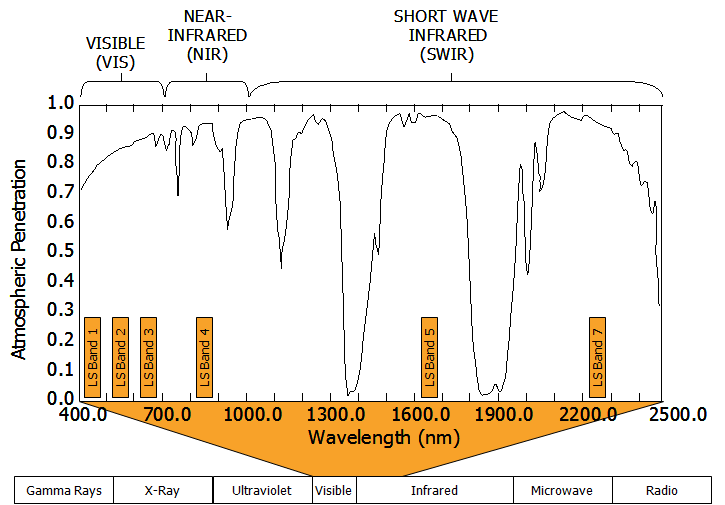 VISIBLE
(VIS)
NEAR-
INFRARED
(NIR)
SHORT WAVE
INFRARED
(SWIR)
Atmospheric Penetration
1.0
0.9
0.8
0.7
0.6
0.5
0.4
0.3
0.2
0.1
0.0
LS Band 1
LS Band 2
LS Band 3
LS Band 4
LS Band 5
LS Band 7
400.0 700.0 1000.0 1300.0 1600.0 1900.0 2200.0 2500.0
Wavelength (nm)
Gamma Rays X-Ray Ultraviolet Visible Infrared Microwave Radio